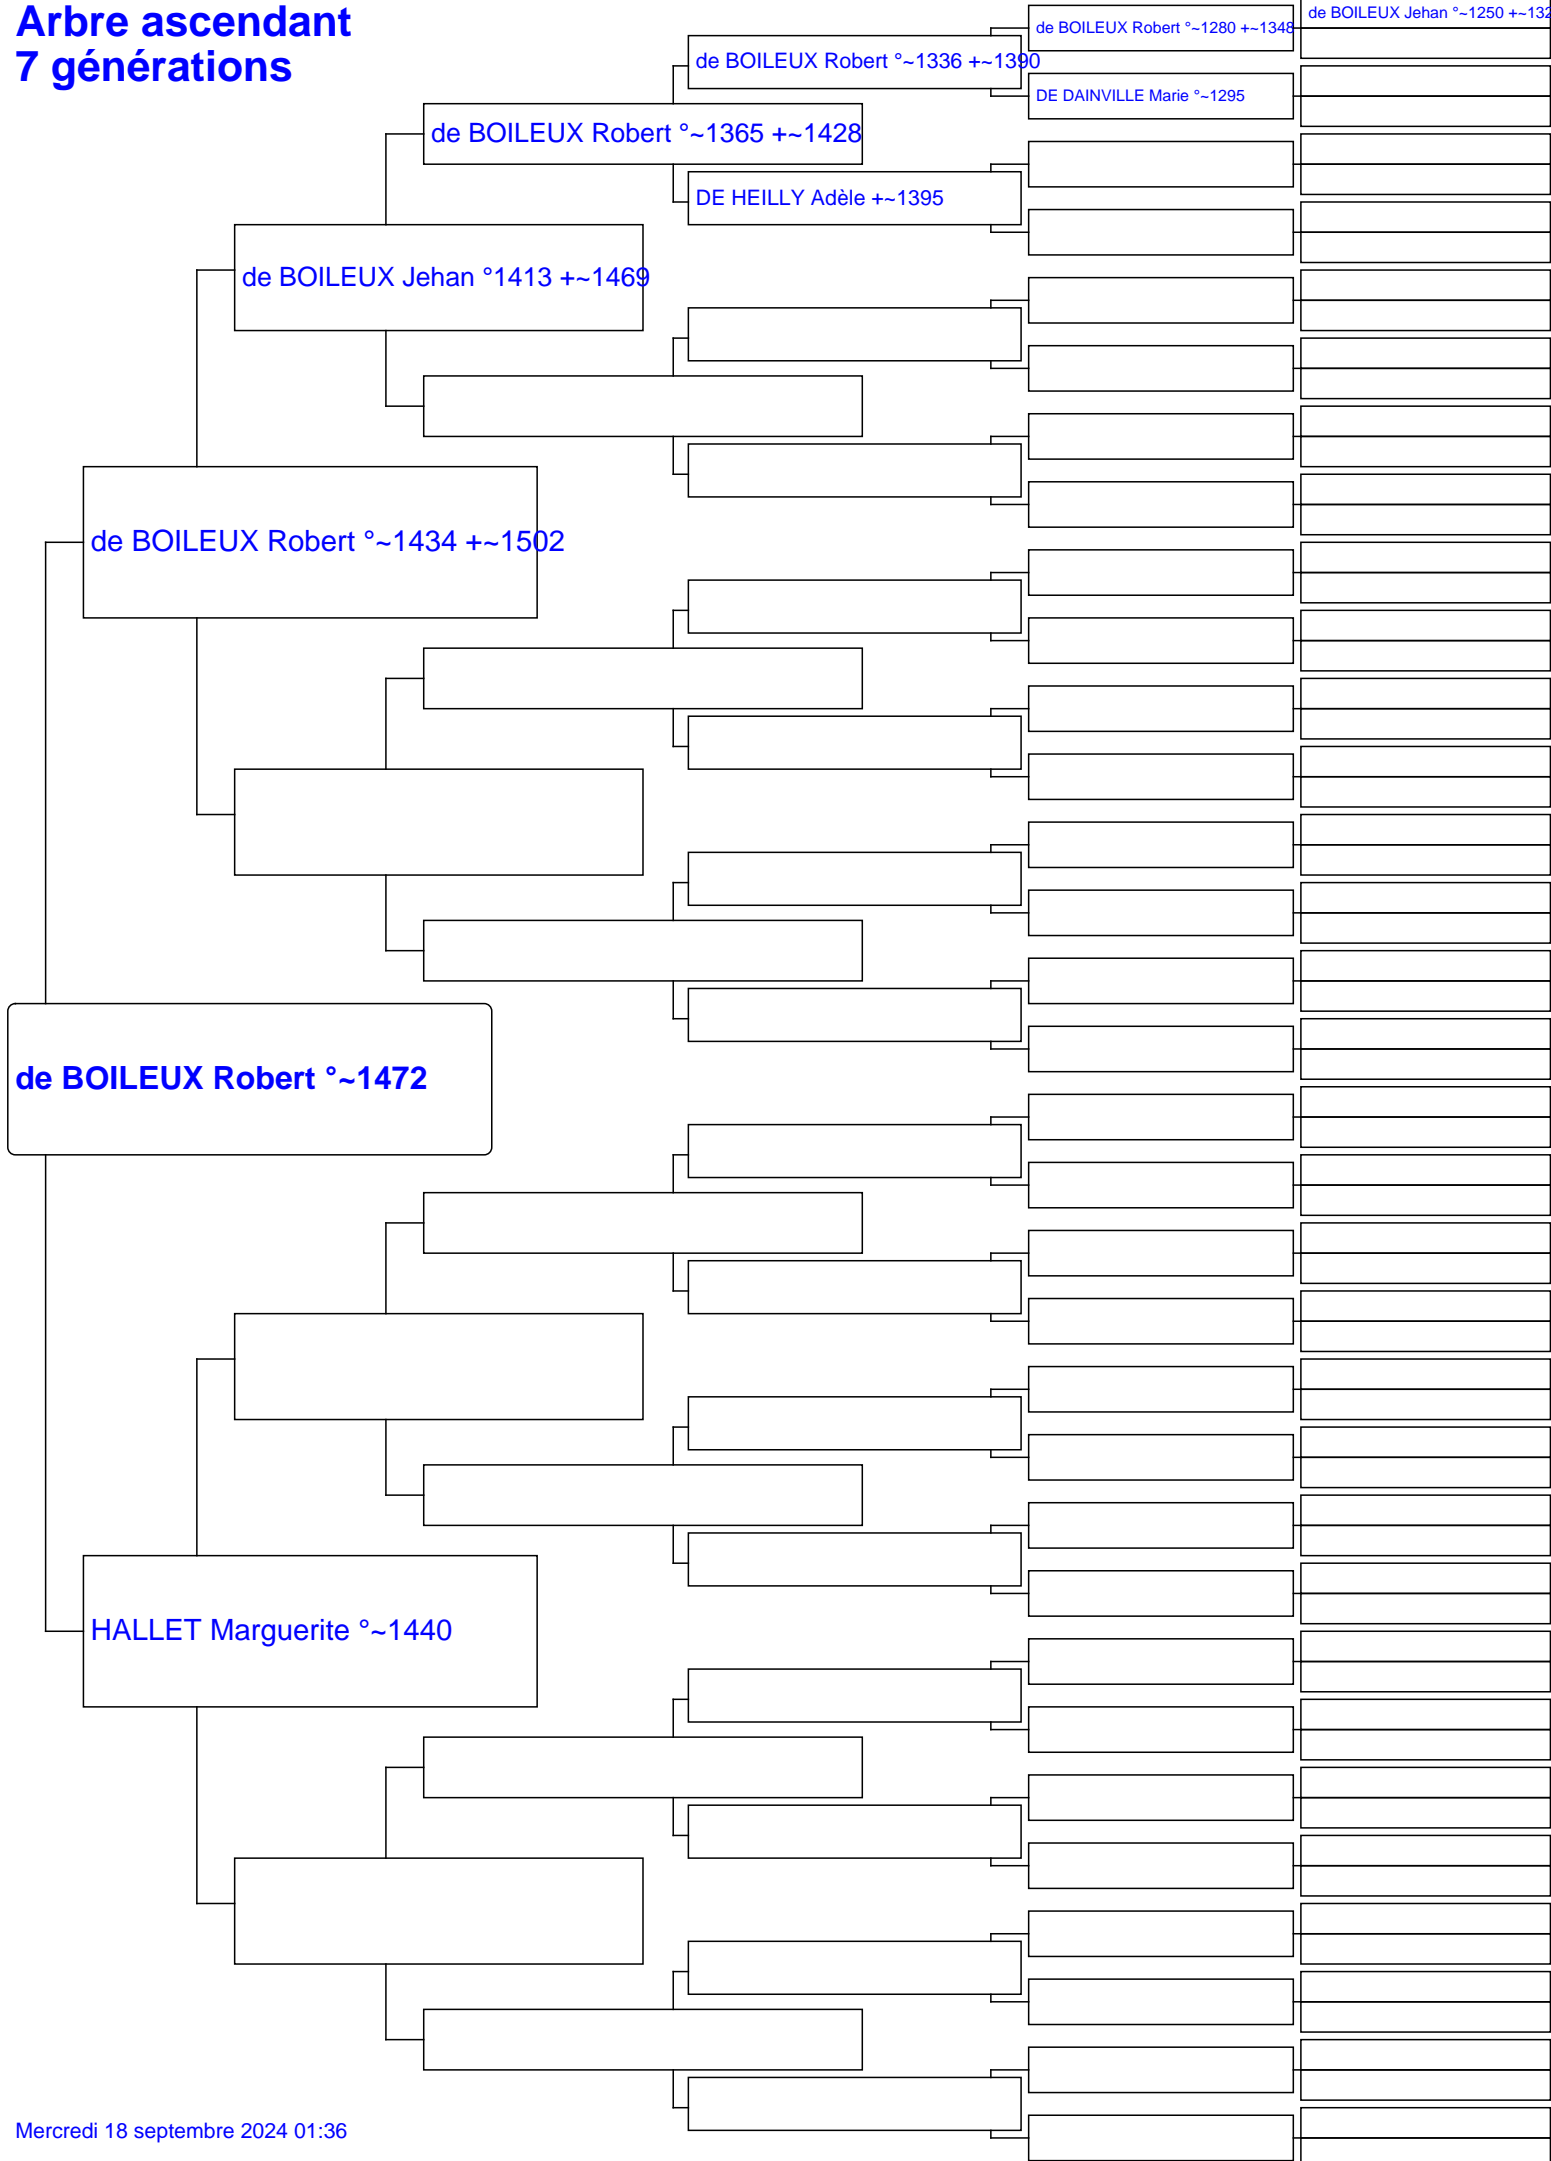 Arbre ascendant
7 générations
de BOILEUX Jehan °~1250
de BOILEUX Robert °~1280 +~1348
de BOILEUX Robert °~1336 +~1390
DE DAINVILLE Marie °~1295
de BOILEUX Robert °~1365 +~1428
DE HEILLY Adèle +~1395
de BOILEUX Jehan °1413 +~1469
de BOILEUX Robert °~1434 +~1502
de BOILEUX Robert °~1472
HALLET Marguerite °~1440
Mercredi 18 septembre 2024 01:36